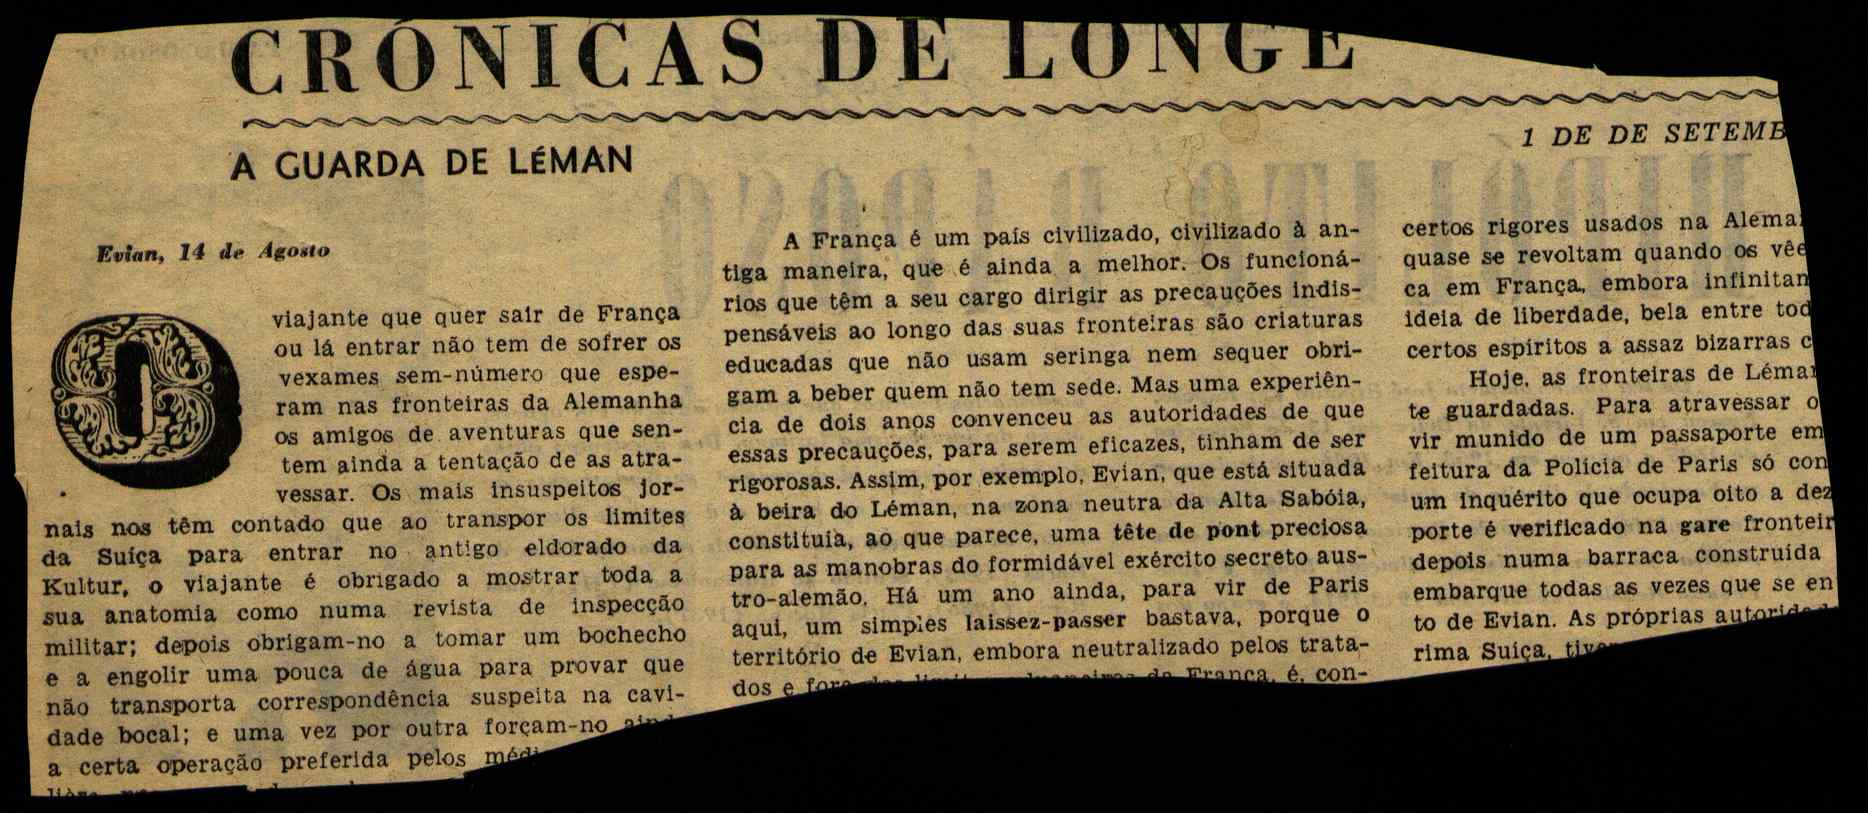 CRÓNICAS DE LONGE
A GUARDA DE LÉMAN
1 DE DE SETEMB
Evian, 14 de Agosto
O viajante que quer sair de França
ou lá entrar não tem de sofrer os
vexames sem-número que espe-
ram nas fronteiras da Alemanha
os amigos de aventuras que sen-
tem ainda a tentação de as atra-
vessar. Os mais insuspeitos jor-
nais nos têm contado que ao transpor os limites
da Suíça para entrar no antigo eldorado da
Kultur, o viajante é obrigado a mostrar toda a
sua anatomia como numa revista de inspecção
militar; depois obrigam-no a tomar um bochecho
e a engolir uma pouca de água para provar que
não transporta correspondência suspeita na cavi-
dade bocal; e uma vez por outra forçam-no
a certa operação preferida pelos
A França é um país civilizado, civilizado à an-
tiga maneira, que é ainda a melhor. Os funcioná-
rios que têm a seu cargo dirigir as precauções indis-
pensáveis ao longo das suas fronteiras são criaturas
educadas que não usam seringa nem sequer obri-
gam a beber quem não tem sede. Mas uma experiên-
cia de dois anos convenceu as autoridades de que
essas precauções, para serem eficazes, tinham de ser
rigorosas. Assim, por exemplo, Evian, que está situada
à beira do Léman, na zona neutra da Alta Sabóia,
constituia, ao que parece, uma tête de pont preciosa
para as manobras do formidável exército secreto aus-
tro-alemão. Há um ano ainda, para vir de Paris
aqui, um simples laissez-passer bastava, porque o
território de Evian, embora neutralizado pelos trata-
dos e França, é, con-
certos rigores usados na Alema
quase se revoltam quando os vêe
ca em França, embora infinitan
ideia de liberdade, bela entre tod
certos espíritos a assaz bizarras c
Hoje, as fronteiras de Léma
te guardadas. Para atravessar o
vir munido de um passaporte em
feitura da Polícia de Paris só con
um inquérito que ocupa oito a dez
porte é verificado na gare fronteir
depois numa barraca construída
embarque todas as vezes que se en
to de Evian. As próprias
rima Suíça,